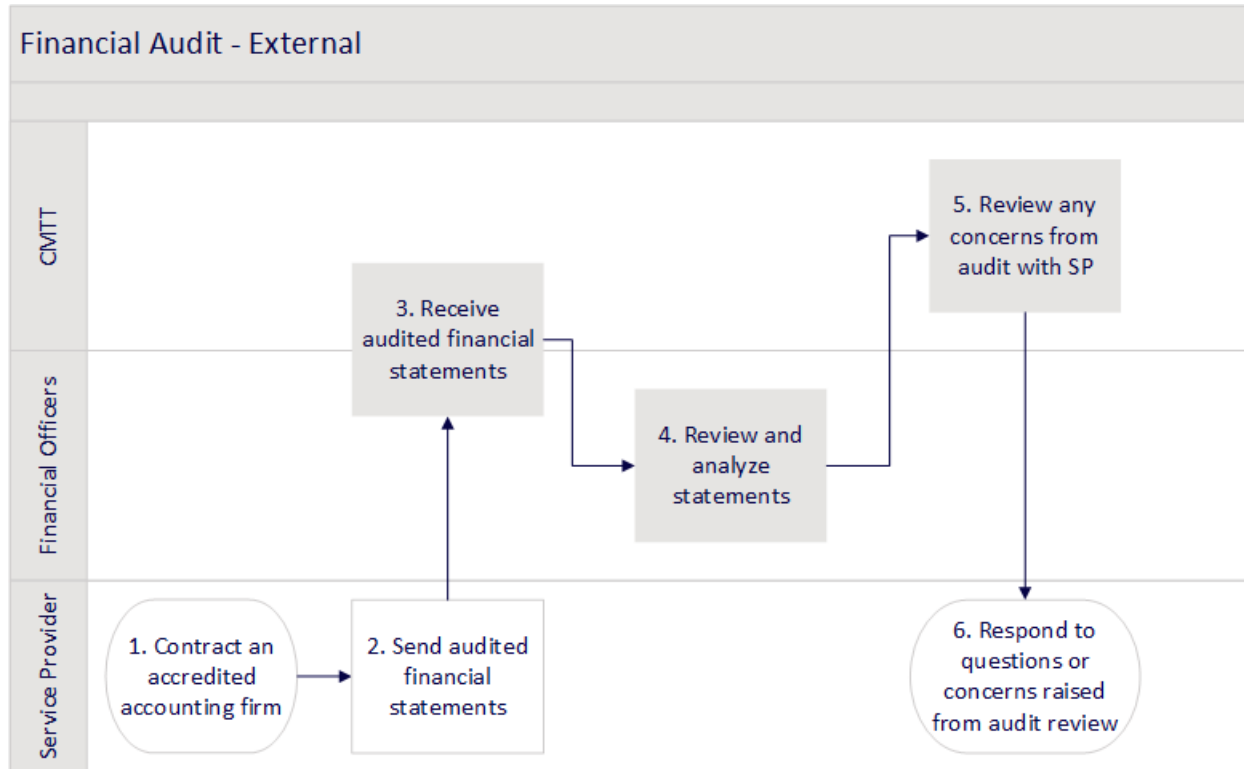 Financial Audit - External
CMTT
5. Review any
concerns from
audit with SP
3. Receive
audited financial
statements
Financial Officers
4. Review and
analyze
statements
Service Provider
1. Contract an
accredited
accounting firm
2. Send audited
financial
statements
6. Respond to
questions or
concerns raised
from audit review